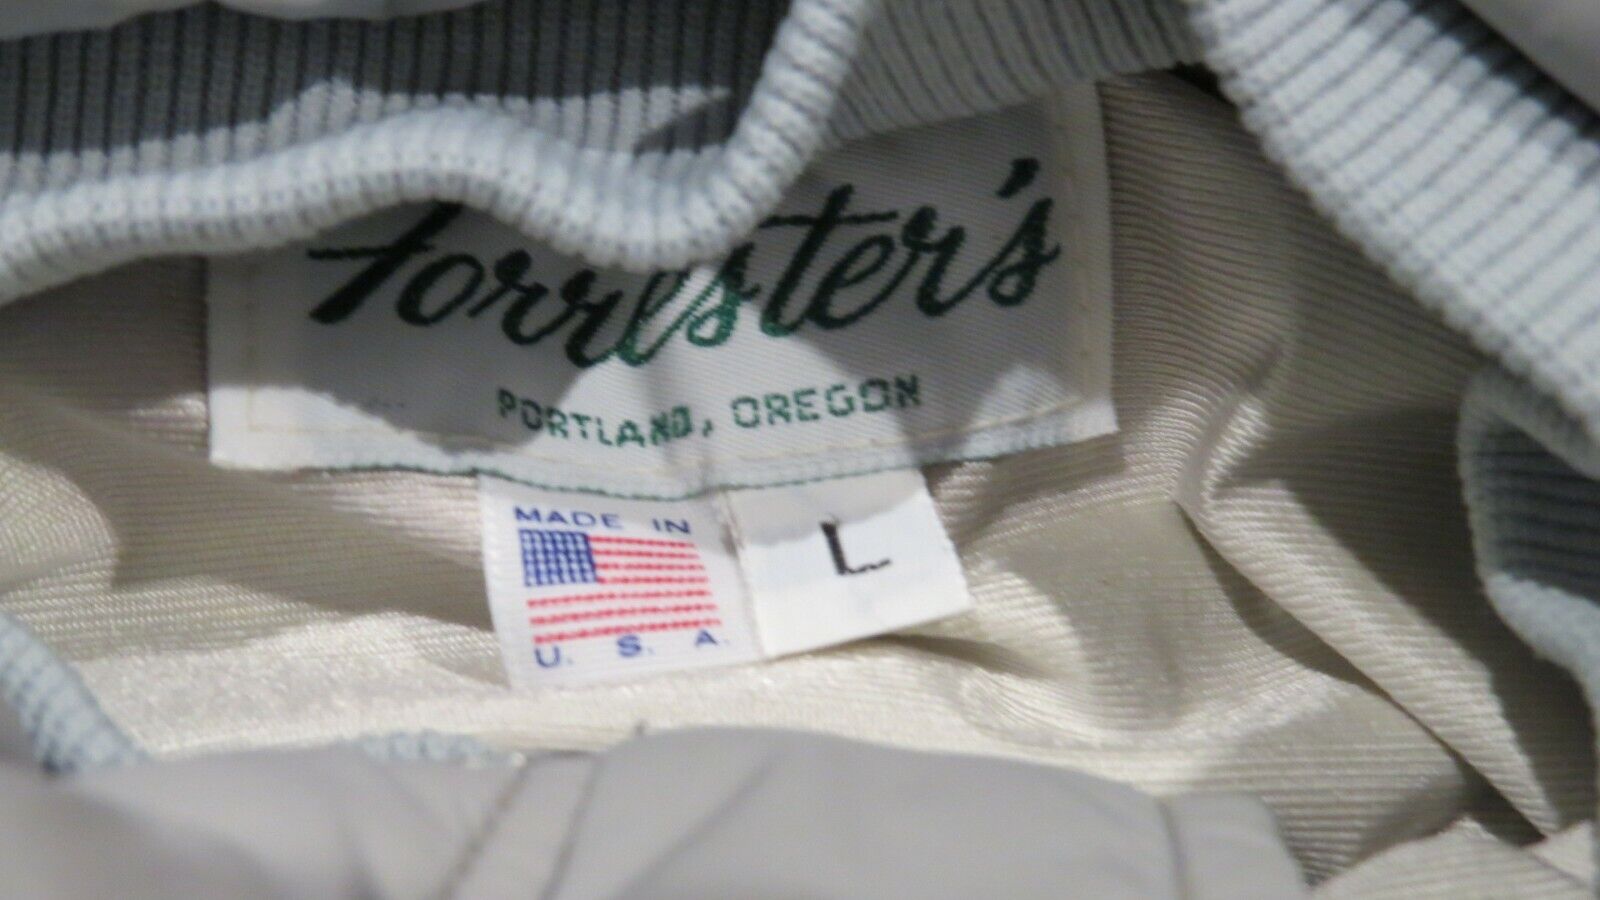 Forrester's
PORTLAND, OREGON
MADE IN
U. S. A.
L